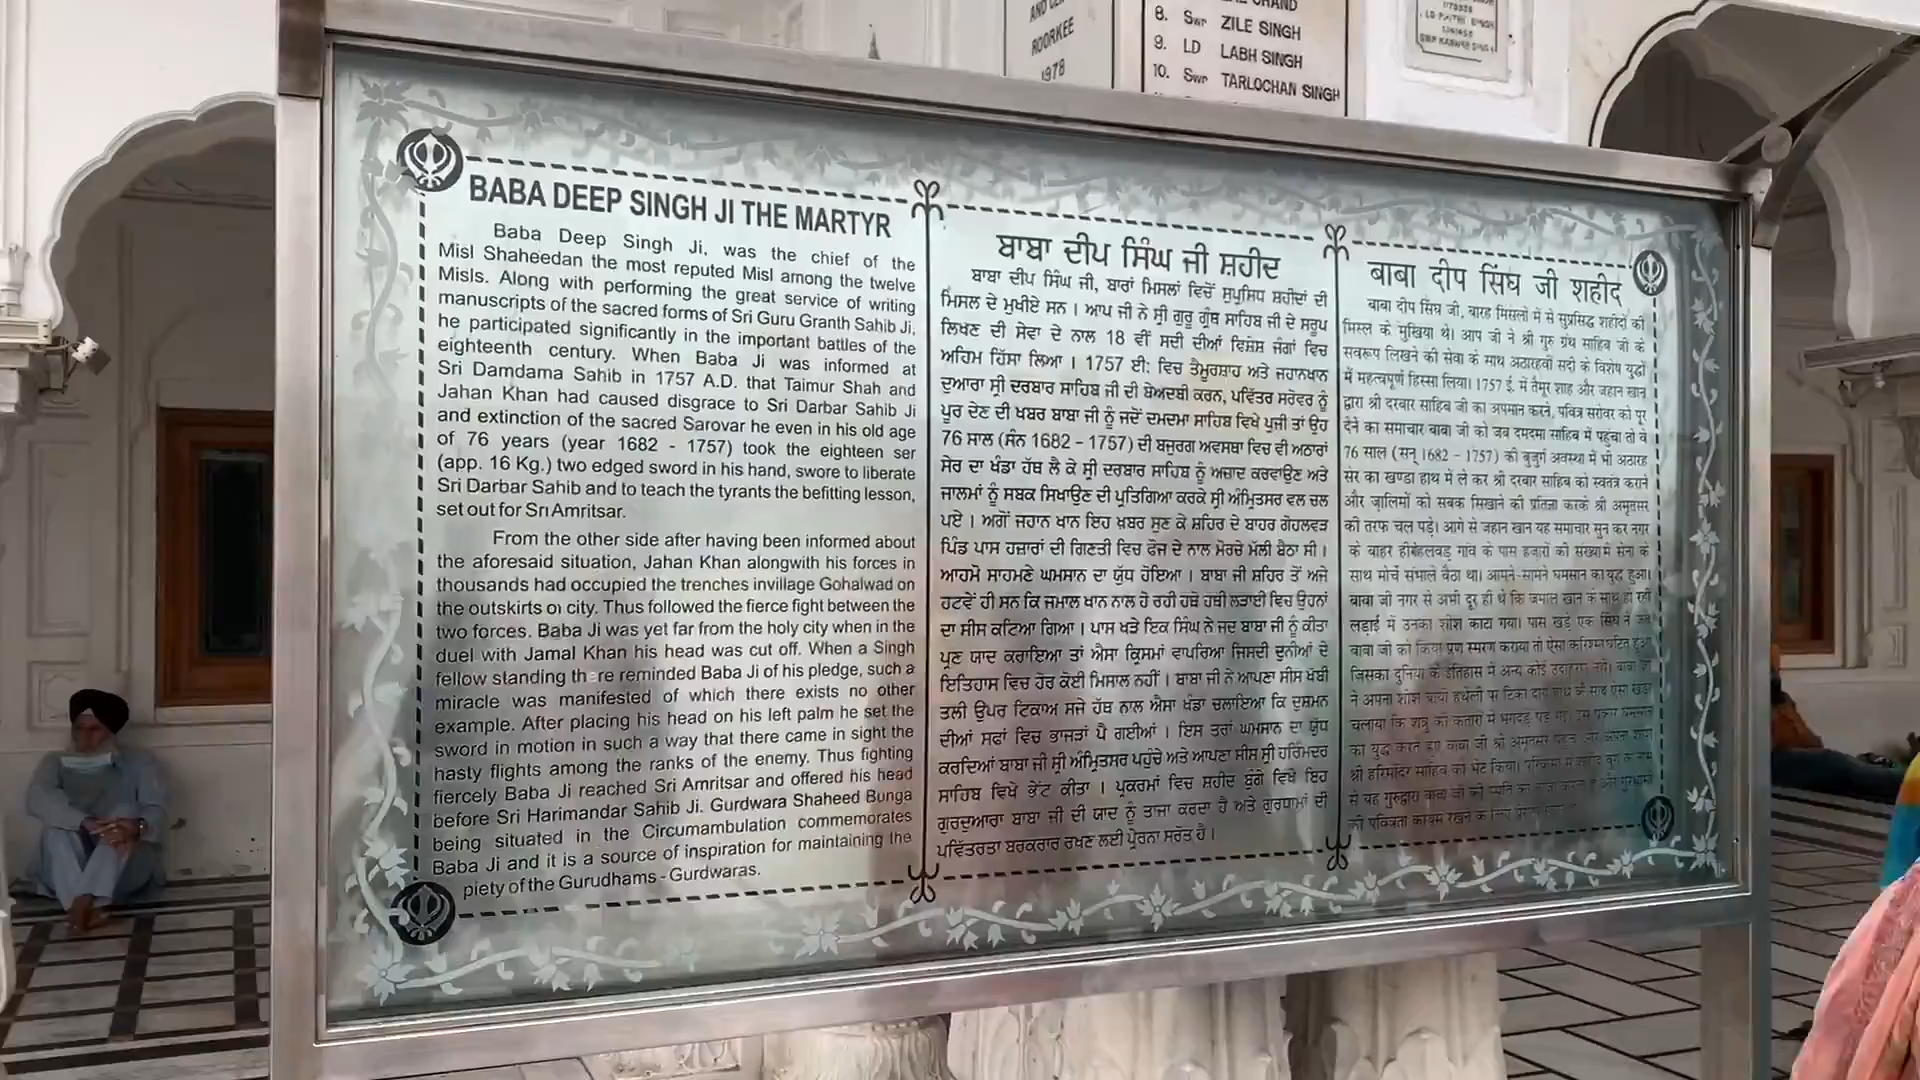 AND
ROORKEE
1978
CHAND
8. Swr ZILE SINGH
9. LD LABH SINGH
10. Swr TARLOCHAN SINGH
BABA DEEP SINGH JI THE MARTYR
Baba Deep Singh Ji, was the chief of the
Misl Shaheedan the most reputed Misl among the twelve
Misls. Along with performing the great service of writing
manuscripts of the sacred forms of Sri Guru Granth Sahib Ji,
he participated significantly in the important battles of the
eighteenth century. When Baba Ji was informed at
Sri Damdama Sahib in 1757 A.D. that Taimur Shah and
Jahan Khan had caused disgrace to Sri Darbar Sahib Ji
and extinction of the sacred Sarovar he even in his old age
of 76 years (year 1682 - 1757) took the eighteen ser
(app. 16 Kg.) two edged sword in his hand, swore to liberate
Sri Darbar Sahib and to teach the tyrants the befitting lesson,
set out for Sri Amritsar.
From the other side after having been informed about
the aforesaid situation, Jahan Khan alongwith his forces in
thousands had occupied the trenches invillage Gohalwad on
the outskirts of city. Thus followed the fierce fight between the
two forces. Baba Ji was yet far from the holy city when in the
duel with Jamal Khan his head was cut off. When a Singh
fellow standing there reminded Baba Ji of his pledge, such a
miracle was manifested of which there exists no other
example. After placing his head on his left palm he set the
sword in motion in such a way that there came in sight the
hasty flights among the ranks of the enemy. Thus fighting
fiercely Baba Ji reached Sri Amritsar and offered his head
before Sri Harimandar Sahib Ji. Gurdwara Shaheed Bunga
being situated in the Circumambulation commemorates
Baba Ji and it is a source of inspiration for maintaining the
piety of the Gurudhams - Gurdwaras.
ਬਾਬਾ ਦੀਪ ਸਿੰਘ ਜੀ ਸ਼ਹੀਦ
ਬਾਬਾ ਦੀਪ ਸਿੰਘ ਜੀ, ਬਾਰਾਂ ਮਿਸਲਾਂ ਵਿਚੋਂ ਸੁਪ੍ਰਸਿਧ ਸ਼ਹੀਦਾਂ ਦੀ
ਮਿਸਲ ਦੇ ਮੁਖੀਏ ਸਨ । ਆਪ ਜੀ ਨੇ ਸ੍ਰੀ ਗੁਰੂ ਗ੍ਰੰਥ ਸਾਹਿਬ ਜੀ ਦੇ ਸਰੂਪ
ਲਿਖਣ ਦੀ ਸੇਵਾ ਦੇ ਨਾਲ 18 ਵੀਂ ਸਦੀ ਦੀਆਂ ਵਿਸ਼ੇਸ਼ ਜੰਗਾਂ ਵਿਚ
ਅਹਿਮ ਹਿੱਸਾ ਲਿਆ । 1757 ਈ: ਵਿਚ ਤੈਮੂਰਸ਼ਾਹ ਅਤੇ ਜਹਾਨਖਾਨ
ਦੁਆਰਾ ਸ੍ਰੀ ਦਰਬਾਰ ਸਾਹਿਬ ਜੀ ਦੀ ਬੇਅਦਬੀ ਕਰਨ, ਪਵਿੱਤਰ ਸਰੋਵਰ ਨੂੰ
ਪੂਰ ਦੇਣ ਦੀ ਖਬਰ ਬਾਬਾ ਜੀ ਨੂੰ ਜਦੋਂ ਦਮਦਮਾ ਸਾਹਿਬ ਵਿਖੇ ਪੁਜੀ ਤਾਂ ਉਹ
76 ਸਾਲ (ਸੰਨ 1682 - 1757) ਦੀ ਬਜੁਰਗ ਅਵਸਥਾ ਵਿਚ ਵੀ ਅਠਾਰਾਂ
ਸੇਰ ਦਾ ਖੰਡਾ ਹੱਥ ਲੈ ਕੇ ਸ੍ਰੀ ਦਰਬਾਰ ਸਾਹਿਬ ਨੂੰ ਅਜ਼ਾਦ ਕਰਵਾਉਣ ਅਤੇ
ਜਾਲਮਾਂ ਨੂੰ ਸਬਕ ਸਿਖਾਉਣ ਦੀ ਪ੍ਰਤਿਗਿਆ ਕਰਕੇ ਸ੍ਰੀ ਅੰਮ੍ਰਿਤਸਰ ਵਲ ਚਲ
ਪਏ । ਅਗੋਂ ਜਹਾਨ ਖਾਨ ਇਹ ਖ਼ਬਰ ਸੁਣ ਕੇ ਸ਼ਹਿਰ ਦੇ ਬਾਹਰ ਗੋਹਲਵੜ
ਪਿੰਡ ਪਾਸ ਹਜ਼ਾਰਾਂ ਦੀ ਗਿਣਤੀ ਵਿਚ ਫੌਜ ਦੇ ਨਾਲ ਮੋਰਚੇ ਮੱਲੀ ਬੈਠਾ ਸੀ ।
ਆਹਮੋ ਸਾਹਮਣੇ ਘਮਸਾਨ ਦਾ ਯੁੱਧ ਹੋਇਆ । ਬਾਬਾ ਜੀ ਸ਼ਹਿਰ ਤੋਂ ਅਜੇ
ਹਟਵੇਂ ਹੀ ਸਨ ਕਿ ਜਮਾਲ ਖਾਨ ਨਾਲ ਹੋ ਰਹੀ ਹਥੋ ਹਥੀ ਲੜਾਈ ਵਿਚ ਉਹਨਾਂ
ਦਾ ਸੀਸ ਕਟਿਆ ਗਿਆ । ਪਾਸ ਖੜੇ ਇਕ ਸਿੰਘ ਨੇ ਜਦ ਬਾਬਾ ਜੀ ਨੂੰ ਕੀਤਾ
ਪ੍ਰਣ ਯਾਦ ਕਰਾਇਆ ਤਾਂ ਐਸਾ ਕ੍ਰਿਸ਼ਮਾਂ ਵਾਪਰਿਆ ਜਿਸਦੀ ਦੁਨੀਆਂ ਦੇ
ਇਤਿਹਾਸ ਵਿਚ ਹੋਰ ਕੋਈ ਮਿਸਾਲ ਨਹੀਂ । ਬਾਬਾ ਜੀ ਨੇ ਆਪਣਾ ਸੀਸ ਖੱਬੀ
ਤਲੀ ਉਪਰ ਟਿਕਾਅ ਸਜੇ ਹੱਥ ਨਾਲ ਐਸਾ ਖੰਡਾ ਚਲਾਇਆ ਕਿ ਦੁਸ਼ਮਨ
ਦੀਆਂ ਸਫਾਂ ਵਿਚ ਭਾਜੜਾਂ ਪੈ ਗਈਆਂ । ਇਸ ਤਰਾਂ ਘਮਸਾਨ ਦਾ ਯੁੱਧ
ਕਰਦਿਆਂ ਬਾਬਾ ਜੀ ਸ੍ਰੀ ਅੰਮ੍ਰਿਤਸਰ ਪਹੁੰਚੇ ਅਤੇ ਆਪਣਾ ਸੀਸ ਸ੍ਰੀ ਹਰਿਮੰਦਰ
ਸਾਹਿਬ ਵਿਖੇ ਭੇਂਟ ਕੀਤਾ । ਪ੍ਰਕਰਮਾਂ ਵਿਚ ਸ਼ਹੀਦ ਬੁੰਗੇ ਵਿਖੇ ਇਹ
ਗੁਰਦੁਆਰਾ ਬਾਬਾ ਜੀ ਦੀ ਯਾਦ ਨੂੰ ਤਾਜਾ ਕਰਦਾ ਹੈ ਅਤੇ ਗੁਰਧਾਮਾਂ ਦੀ
ਪਵਿੱਤਰਤਾ ਬਰਕਰਾਰ ਰਖਣ ਲਈ ਪ੍ਰੇਰਨਾ ਸਰੋਤ ਹੈ ।
बाबा दीप सिंघ जी शहीद
बाबा दीप सिंघ जी, बारह मिसलों में से सुप्रसिद्ध शहीदों की
मिस्ल के मुखिया थे। आप जी ने श्री गुरु ग्रंथ साहिब जी के
सवरूप लिखने की सेवा के साथ अठारहवीं सदी के विशेष युद्धों
में महत्वपूर्ण हिस्सा लिया। 1757 ई. में तैमूर शाह और जहान खान
द्वारा श्री दरबार साहिब जी का अपमान करने, पवित्र सरोवर को पूर
देने का समाचार बाबा जी को जब दमदमा साहिब में पहुंचा तो वे
76 साल (सन् 1682 - 1757) की बुजुर्ग अवस्था में भी अठारह
सेर का खण्डा हाथ में ले कर श्री दरबार साहिब को स्वतंत्र कराने
और जालिमों को सबक सिखाने की प्रतिज्ञा करके श्री अमृतसर
की तरफ चल पड़े। आगे से जहान खान यह समाचार सुन कर नगर
के बाहर गांव के पास हजारों की संख्या में सेना के
साथ मोर्चे संभाले बैठा था। आमने-सामने घमसान का युद्ध हुआ।
बाबा जी नगर से अभी दूर ही थे कि जमाल खान के साथ हो रही
लड़ाई में उनका शीश काटा गया। पास खड़े एक सिंघ ने जब
बाबा जी को किया प्रण स्मरण कराया तो ऐसा करिश्मा घटित हुआ
जिसका दुनिया के इतिहास में अन्य कोई उदाहरण नहीं। बाबा जी
ने अपना शीश बायीं हथेली पर टिका
चलाया कि शत्रु की कतारों में भगदड़ पड़ गई।
का युद्ध करते हुए बाबा जी श्री अमृतसर
श्री हरिमंदिर साहिब को भेंट किया।
से यह गुरुद्वारा बाबा जी की
की पवित्रता कायम रखने के लिए